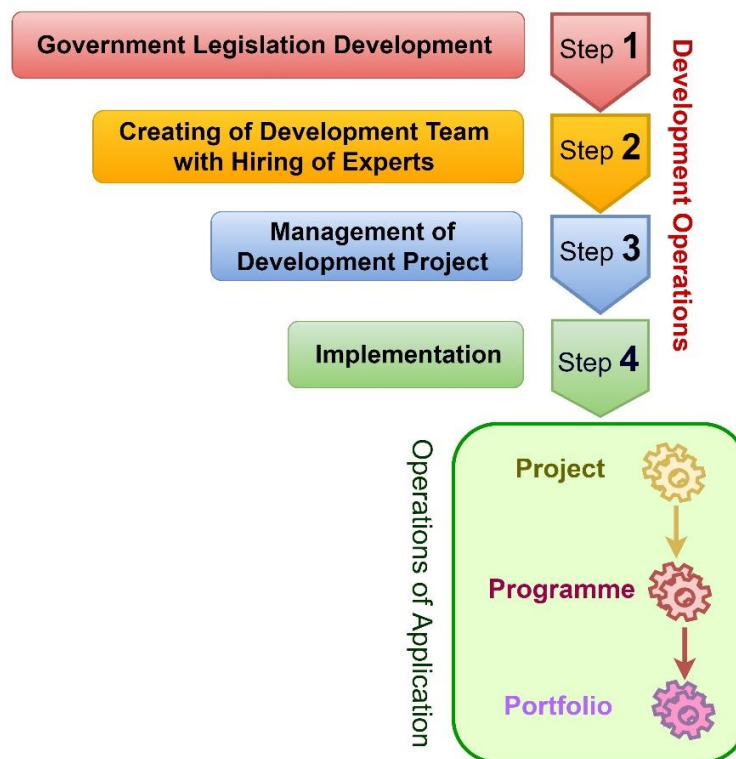 Government Legislation Development
Step 1
Creating of Development Team
with Hiring of Experts
Step 2
Management of
Development Project
Step 3
Implementation
Step 4
Development Operations
Operations of Application
Project
Programme
Portfolio